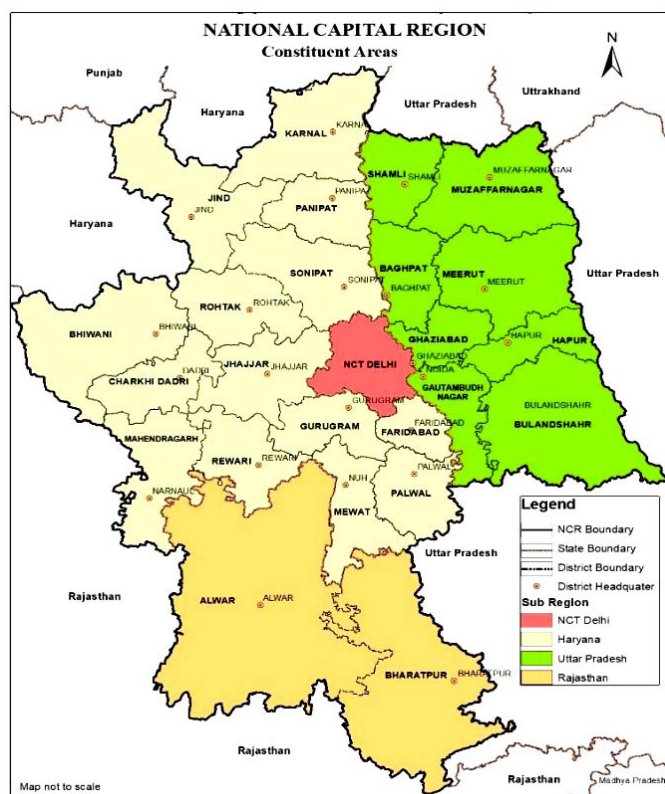 NATIONAL CAPITAL REGION
Constituent Areas
N
Punjab
Haryana
Uttar Pradesh
Uttrakhand
KARNAL
KARNAL
SHAMLI
SHAMLI
MUZAFFARNAGAR
MUZAFFARNAGAR
JIND
JIND
PANIPAT
PANIPAT
Haryana
SONIPAT
SONIPAT
BAGHPAT
BAGHPAT
MEERUT
MEERUT
Uttar Pradesh
ROHTAK
ROHTAK
BHIWANI
BHIWANI
GHAZIABAD
GHAZIABAD
HAPUR
HAPUR
JHAJJAR
JHAJJAR
NCT DELHI
CHARKHI DADRI
DADRI
NOIDA
GAUTAMBUDH
NAGAR
BULANDSHAHR
BULANDSHAHR
GURUGRAM
GURUGRAM
FARIDABAD
FARIDABAD
MAHENDRAGARH
REWARI
REWARI
NARNAUL
NUH
MEWAT
PALWAL
PALWAL
Uttar Pradesh
Rajasthan
ALWAR
ALWAR
BHARATPUR
BHARATPUR
Rajasthan
Rajasthan
Madhya Pradesh
Map not to scale
Legend
NCR Boundary
State Boundary
District Boundary
District Headquater
Sub Region
NCT Delhi
Haryana
Uttar Pradesh
Rajasthan